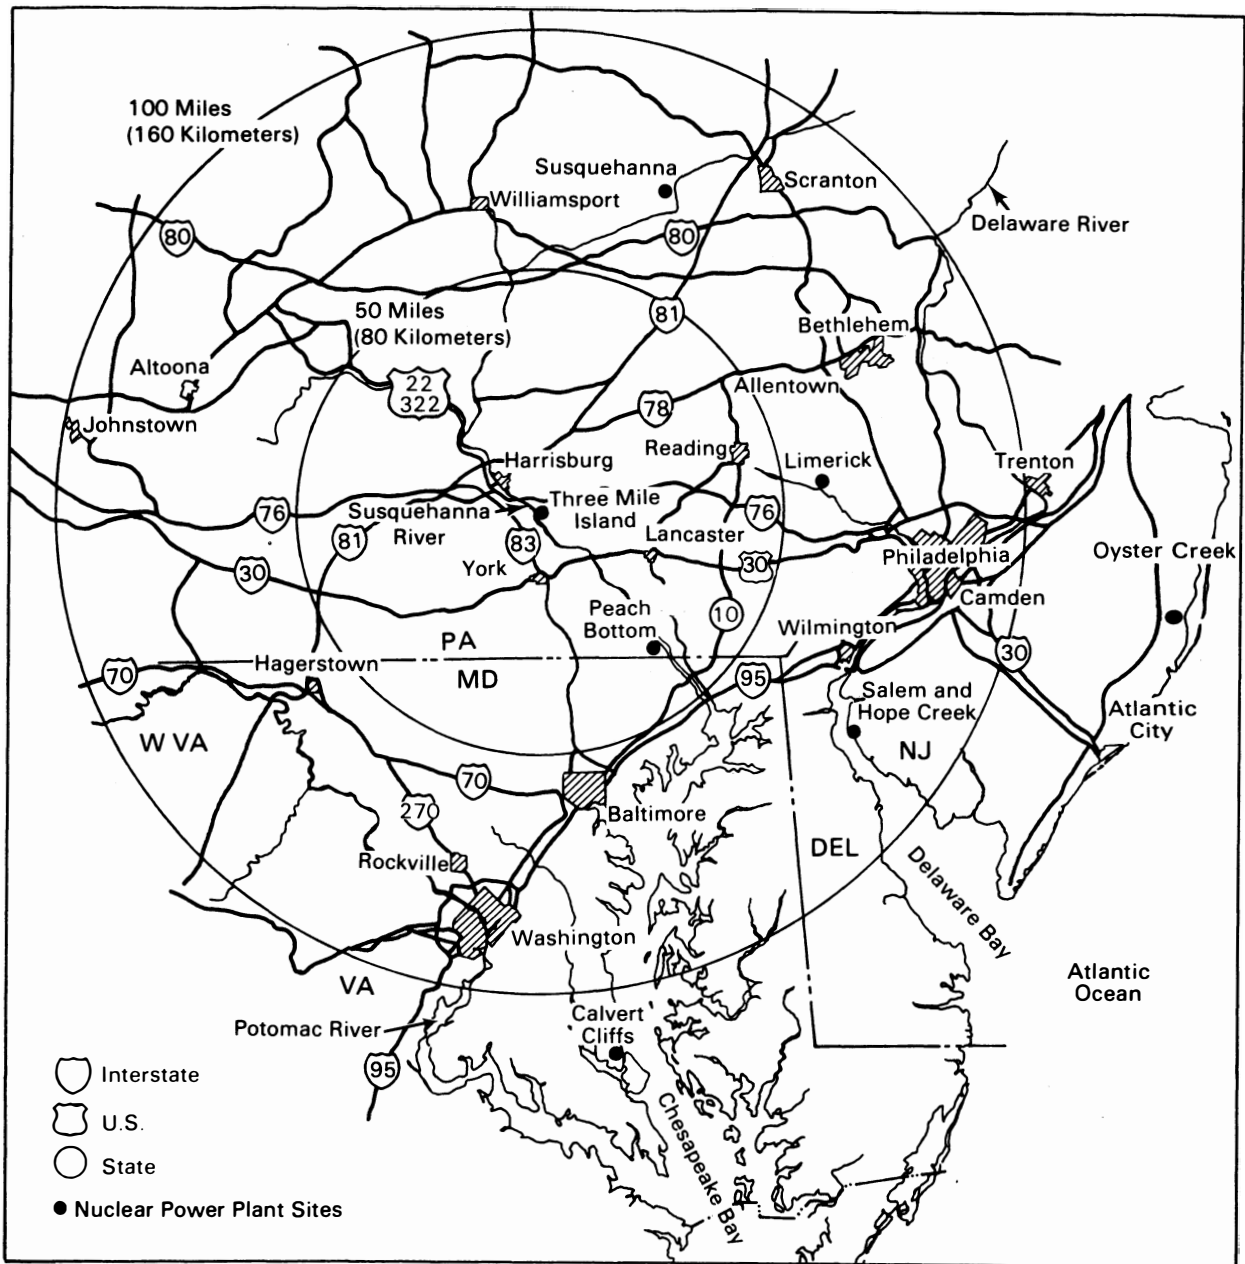 100 Miles
(160 Kilometers)
Susquehanna
Scranton
Williamsport
Delaware River
80
80
50 Miles
(80 Kilometers)
81
Bethlehem
Altoona
22
322
Allentown
78
Johnstown
Reading
Harrisburg
Limerick
Trenton
76
Susquehanna
River
Three Mile
Island
76
81
83
Lancaster
Philadelphia
Oyster Creek
30
York
30
10
Peach
Bottom
Camden
Wilmington
30
PA
MD
Hagerstown
70
95
Salem and
Hope Creek
Atlantic
City
W VA
NJ
70
270
Baltimore
DEL
Rockville
Delaware Bay
Washington
VA
Atlantic
Ocean
Potomac River
Calvert
Cliffs
95
Chesapeake Bay
Interstate
U.S.
State
Nuclear Power Plant Sites